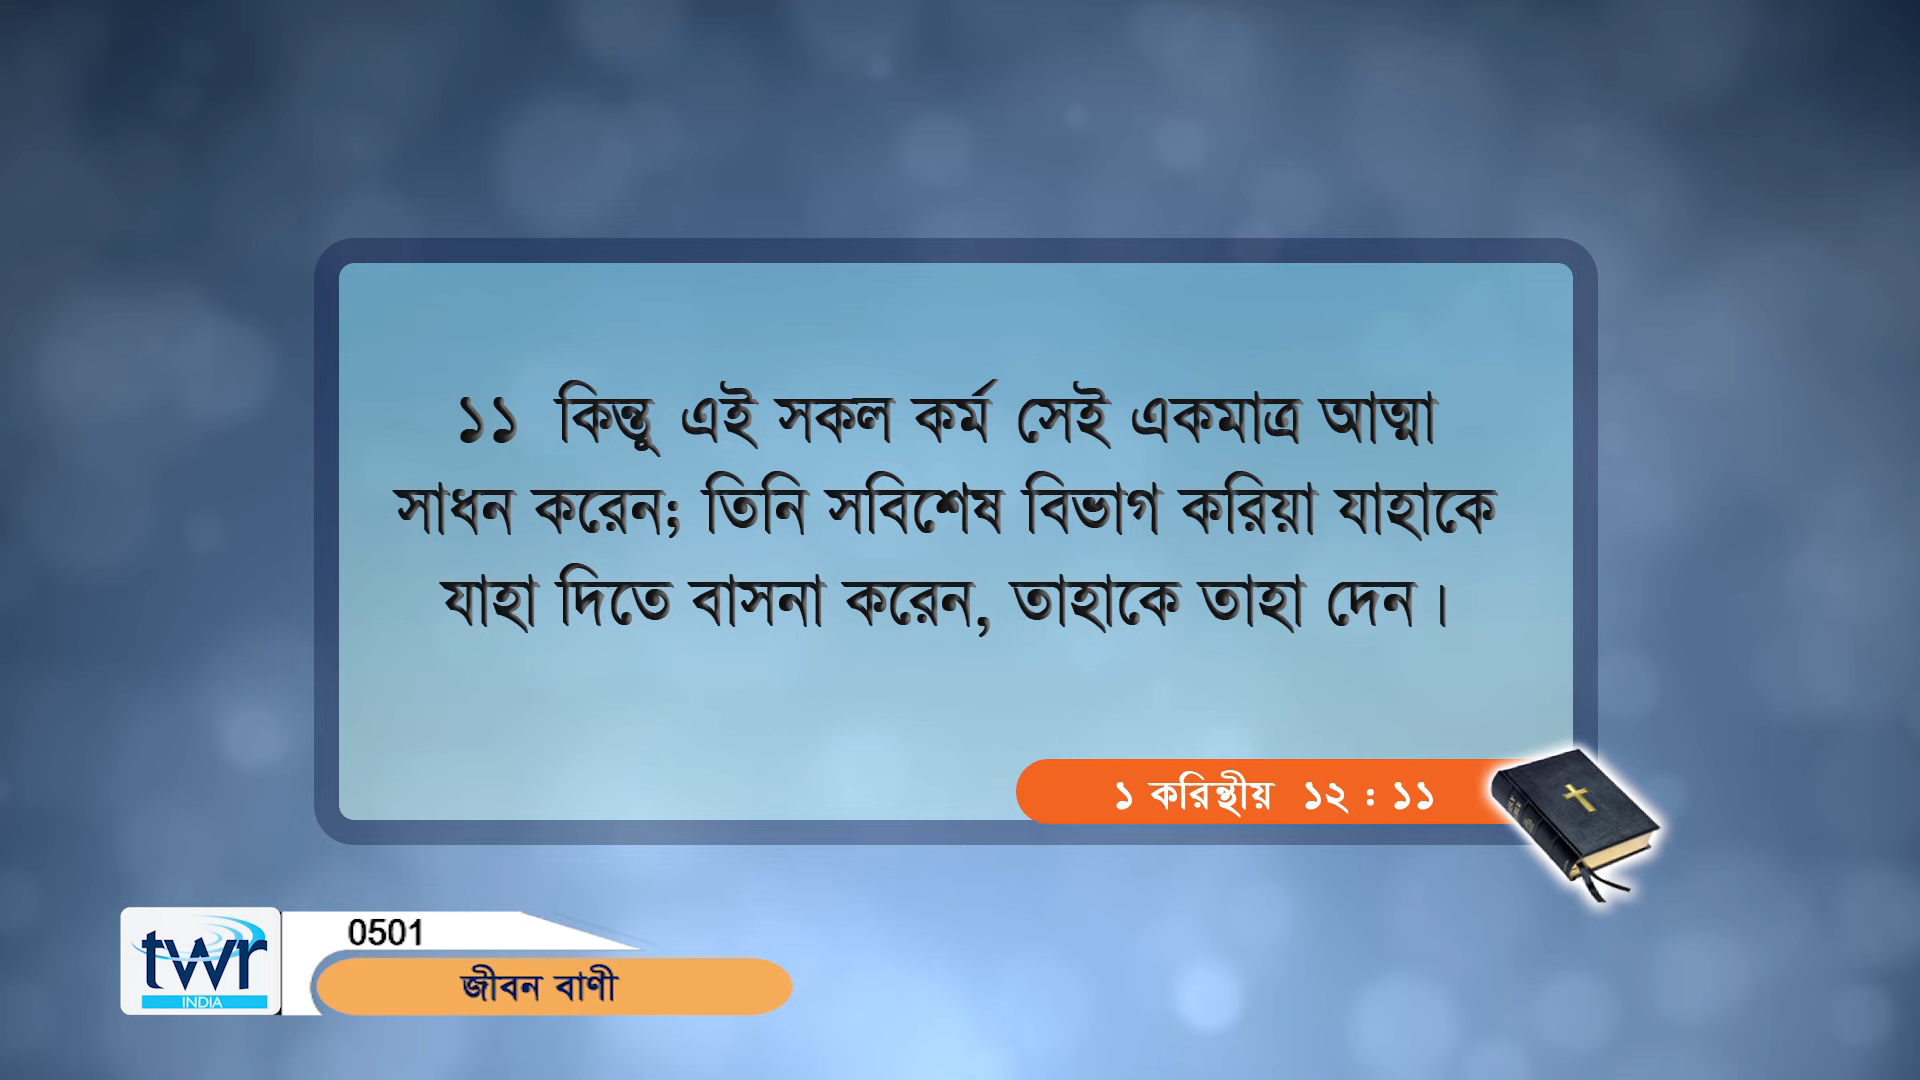 ১১ কিন্তু এই সকল কর্ম সেই একমাত্র আত্মা
সাধন করেন; তিনি সবিশেষ বিভাগ করিয়া যাহাকে
যাহা দিতে বাসনা করেন, তাহাকে তাহা দেন।
১ করিন্থীয় ১২ : ১১
0501
twr
INDIA
জীবন বাণী